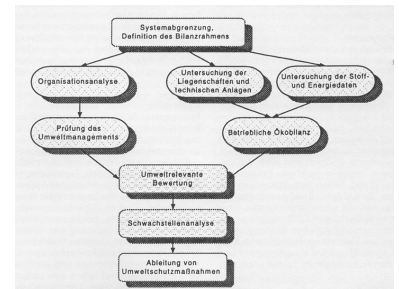 Systemabgrenzung,
Definition des Bilanzrahmens
Organisationsanalyse
Untersuchung der
Liegenschaften und
technischen Anlagen
Untersuchung der Stoff-
und Energiedaten
Prüfung das
Umweltmanagements
Betriebliche Ökobilanz
Umweltrelevante
Bewertung
Schwachstellenanalyse
Ableitung von
Umweltschutzmaßnahmen